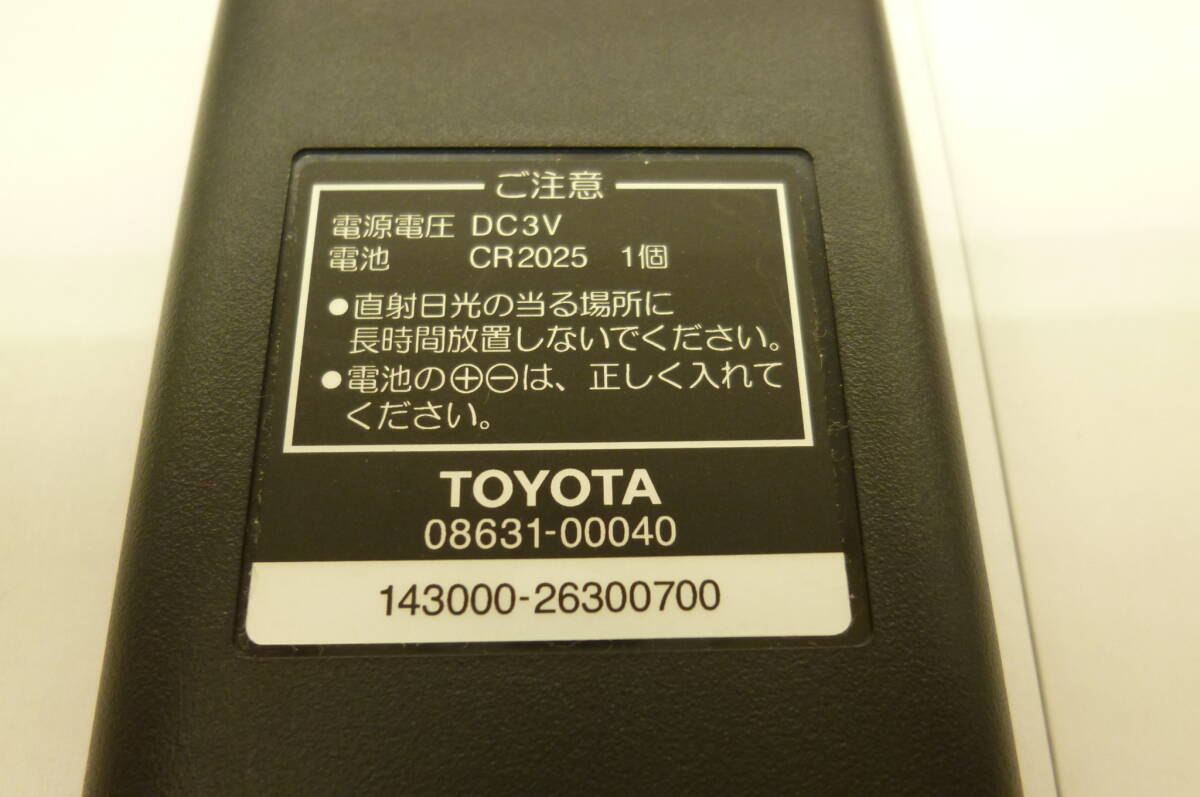 ご注意
電源電圧 DC3V
電池 CR2025 1個
●直射日光の当る場所に
長時間放置しないでください。
●電池の⊕⊖は、正しく入れて
ください。
TOYOTA
08631-00040
143000-26300700